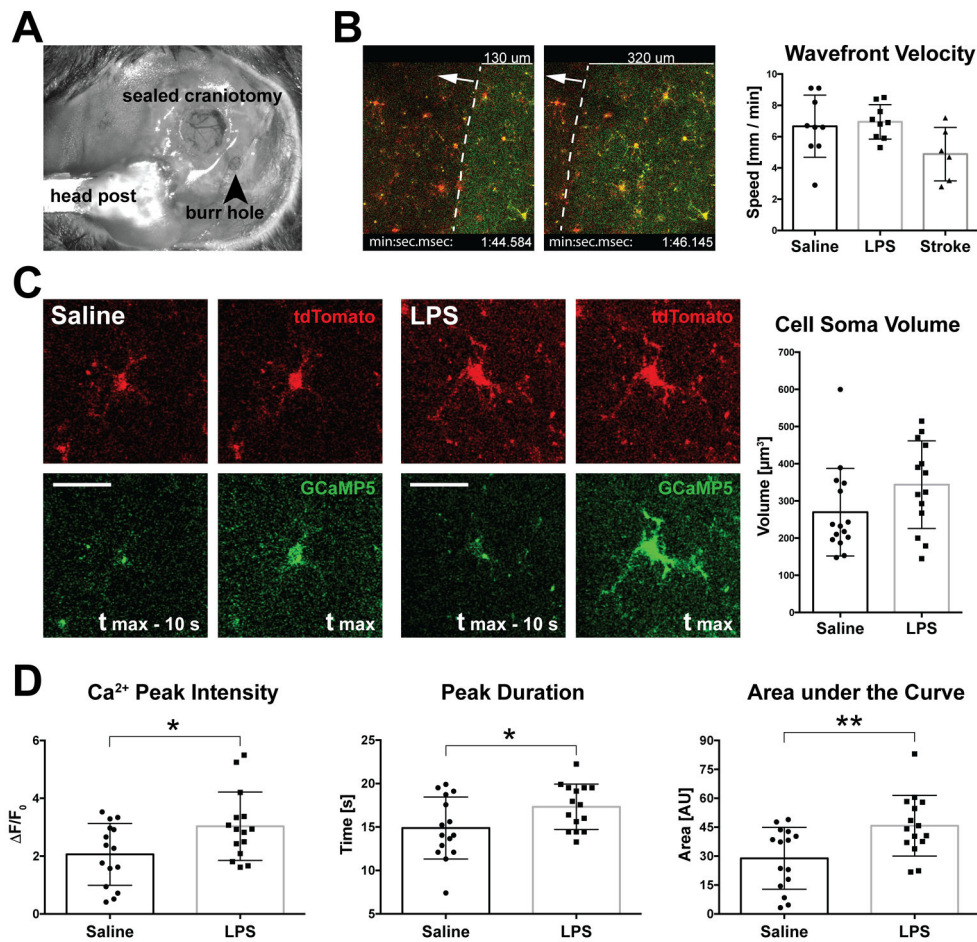 A
sealed craniotomy
head post
burr hole
B
130 um
320 um
min:sec.msec: 1:44.584
min:sec.msec: 1:46.145
Wavefront Velocity
Speed [mm / min]
10
8
6
4
2
0
Saline LPS Stroke
C
Saline
tdTomato
LPS
tdTomato
GCaMP5
GCaMP5
t max - 10 s
t max
t max - 10 s
t max
Cell Soma Volume
Volume [µm³]
700
600
500
400
300
200
100
0
Saline LPS
D
Ca²⁺ Peak Intensity
*
ΔF/F₀
6
4
2
0
Saline LPS
Peak Duration
*
Time [s]
25
20
15
10
5
Saline LPS
Area under the Curve
**
Area [AU]
90
75
60
45
30
15
0
Saline LPS